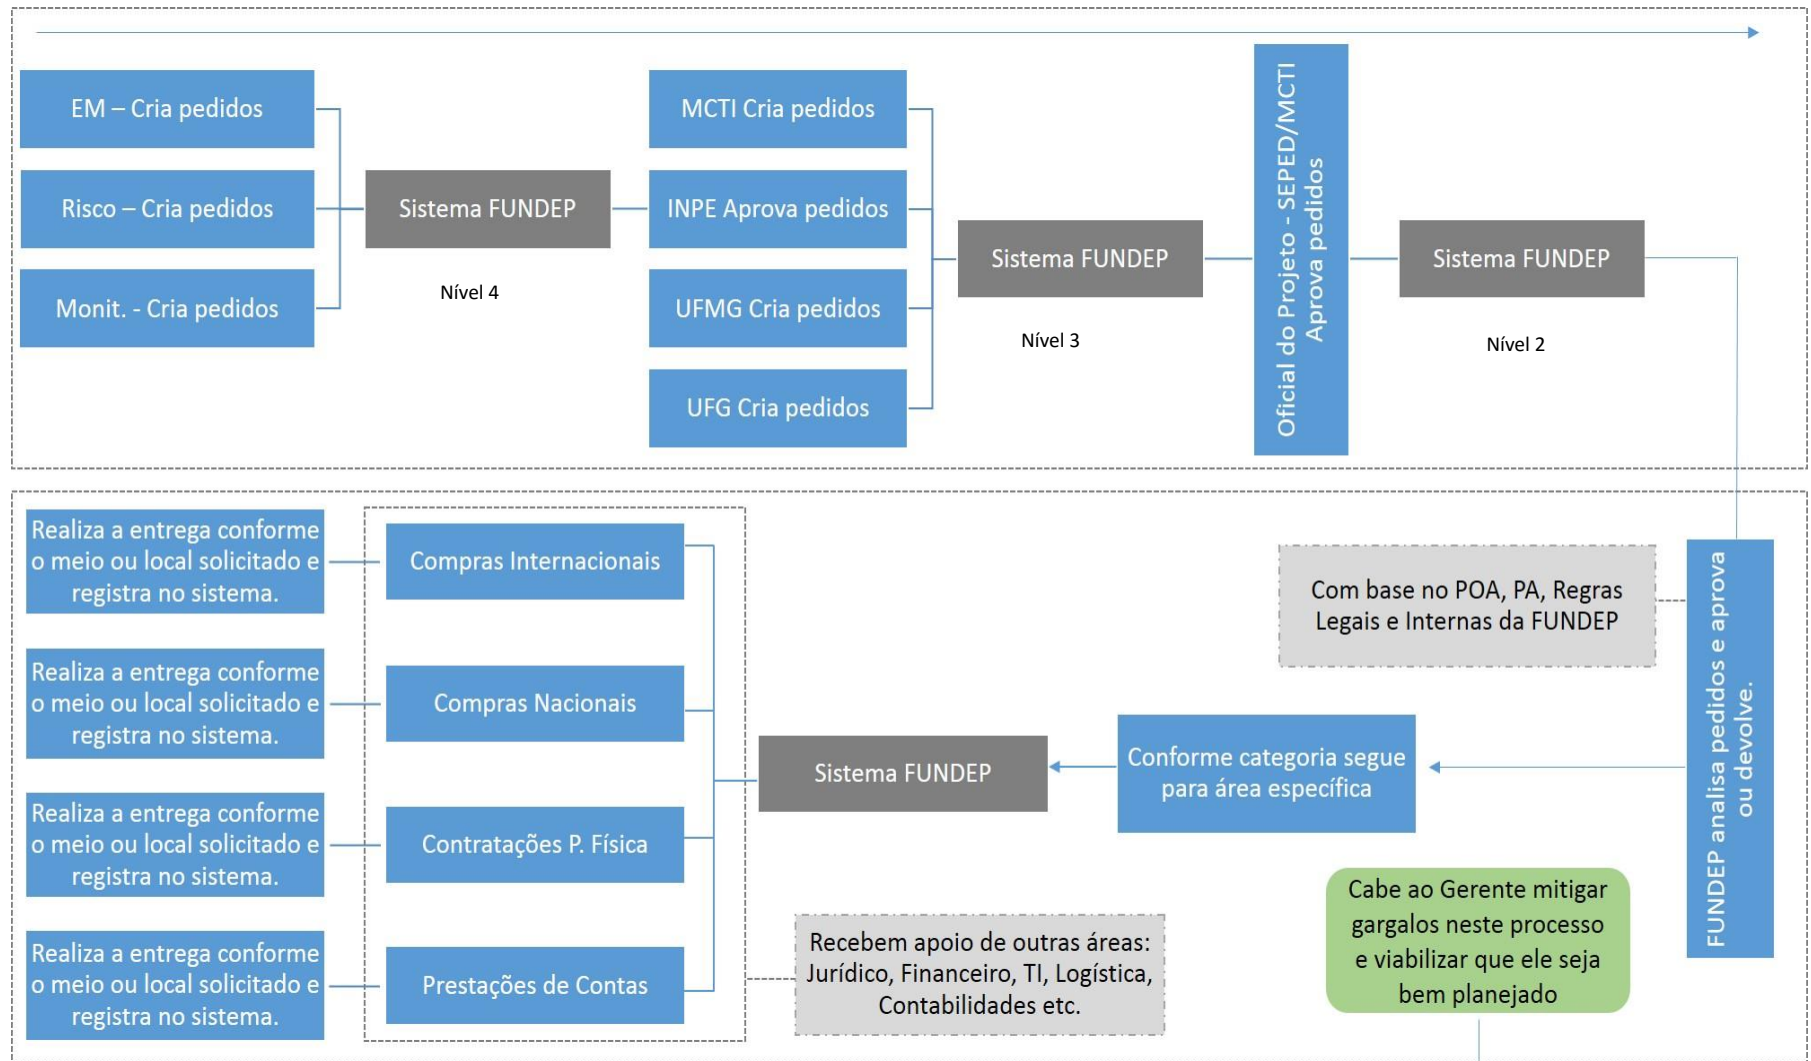 EM – Cria pedidos
Risco – Cria pedidos
Monit. - Cria pedidos
Sistema FUNDEP
Nível 4
MCTI Cria pedidos
INPE Aprova pedidos
UFMG Cria pedidos
UFG Cria pedidos
Sistema FUNDEP
Nível 3
Oficial do Projeto - SEPED/MCTI
Aprova pedidos
Sistema FUNDEP
Nível 2
FUNDEP analisa pedidos e aprova
ou devolve.
Com base no POA, PA, Regras
Legais e Internas da FUNDEP
Conforme categoria segue
para área específica
Sistema FUNDEP
Compras Internacionais
Compras Nacionais
Contratações P. Física
Prestações de Contas
Realiza a entrega conforme
o meio ou local solicitado e
registra no sistema.
Realiza a entrega conforme
o meio ou local solicitado e
registra no sistema.
Realiza a entrega conforme
o meio ou local solicitado e
registra no sistema.
Realiza a entrega conforme
o meio ou local solicitado e
registra no sistema.
Recebem apoio de outras áreas:
Jurídico, Financeiro, TI, Logística,
Contabilidades etc.
Cabe ao Gerente mitigar
gargalos neste processo
e viabilizar que ele seja
bem planejado